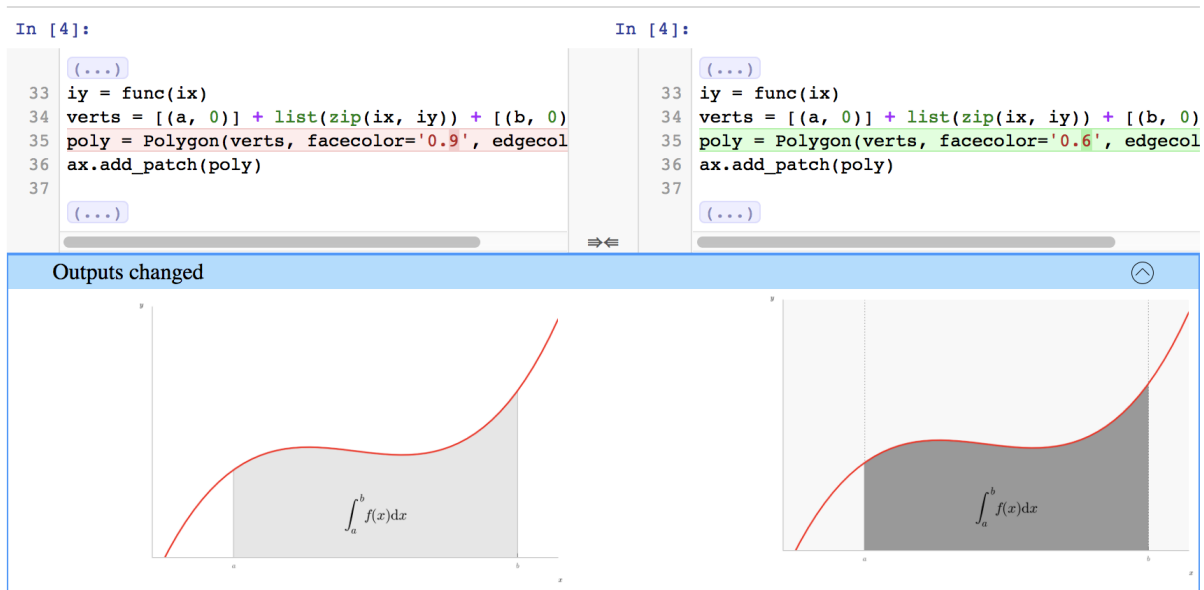 In [4]:
(...)
33 iy = func(ix)
34 verts = [(a, 0)] + list(zip(ix, iy)) + [(b, 0)
35 poly = Polygon(verts, facecolor='0.9', edgecol
36 ax.add_patch(poly)
37
(...)
In [4]:
(...)
33 iy = func(ix)
34 verts = [(a, 0)] + list(zip(ix, iy)) + [(b, 0)
35 poly = Polygon(verts, facecolor='0.6', edgecol
36 ax.add_patch(poly)
37
(...)
Outputs changed
y
∫_a^b f(x)dx
a b
x
y
∫_a^b f(x)dx
a b
x